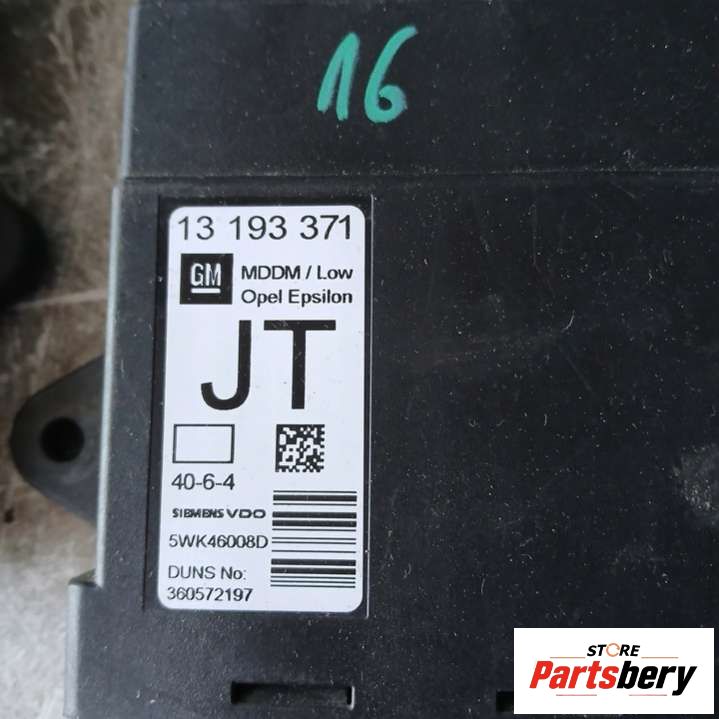 16
13 193 371
GM
MDDM / Low
Opel Epsilon
JT
40-6-4
SIEMENS VDO
5WK46008D
DUNS No:
360572197
STORE
Partsbery